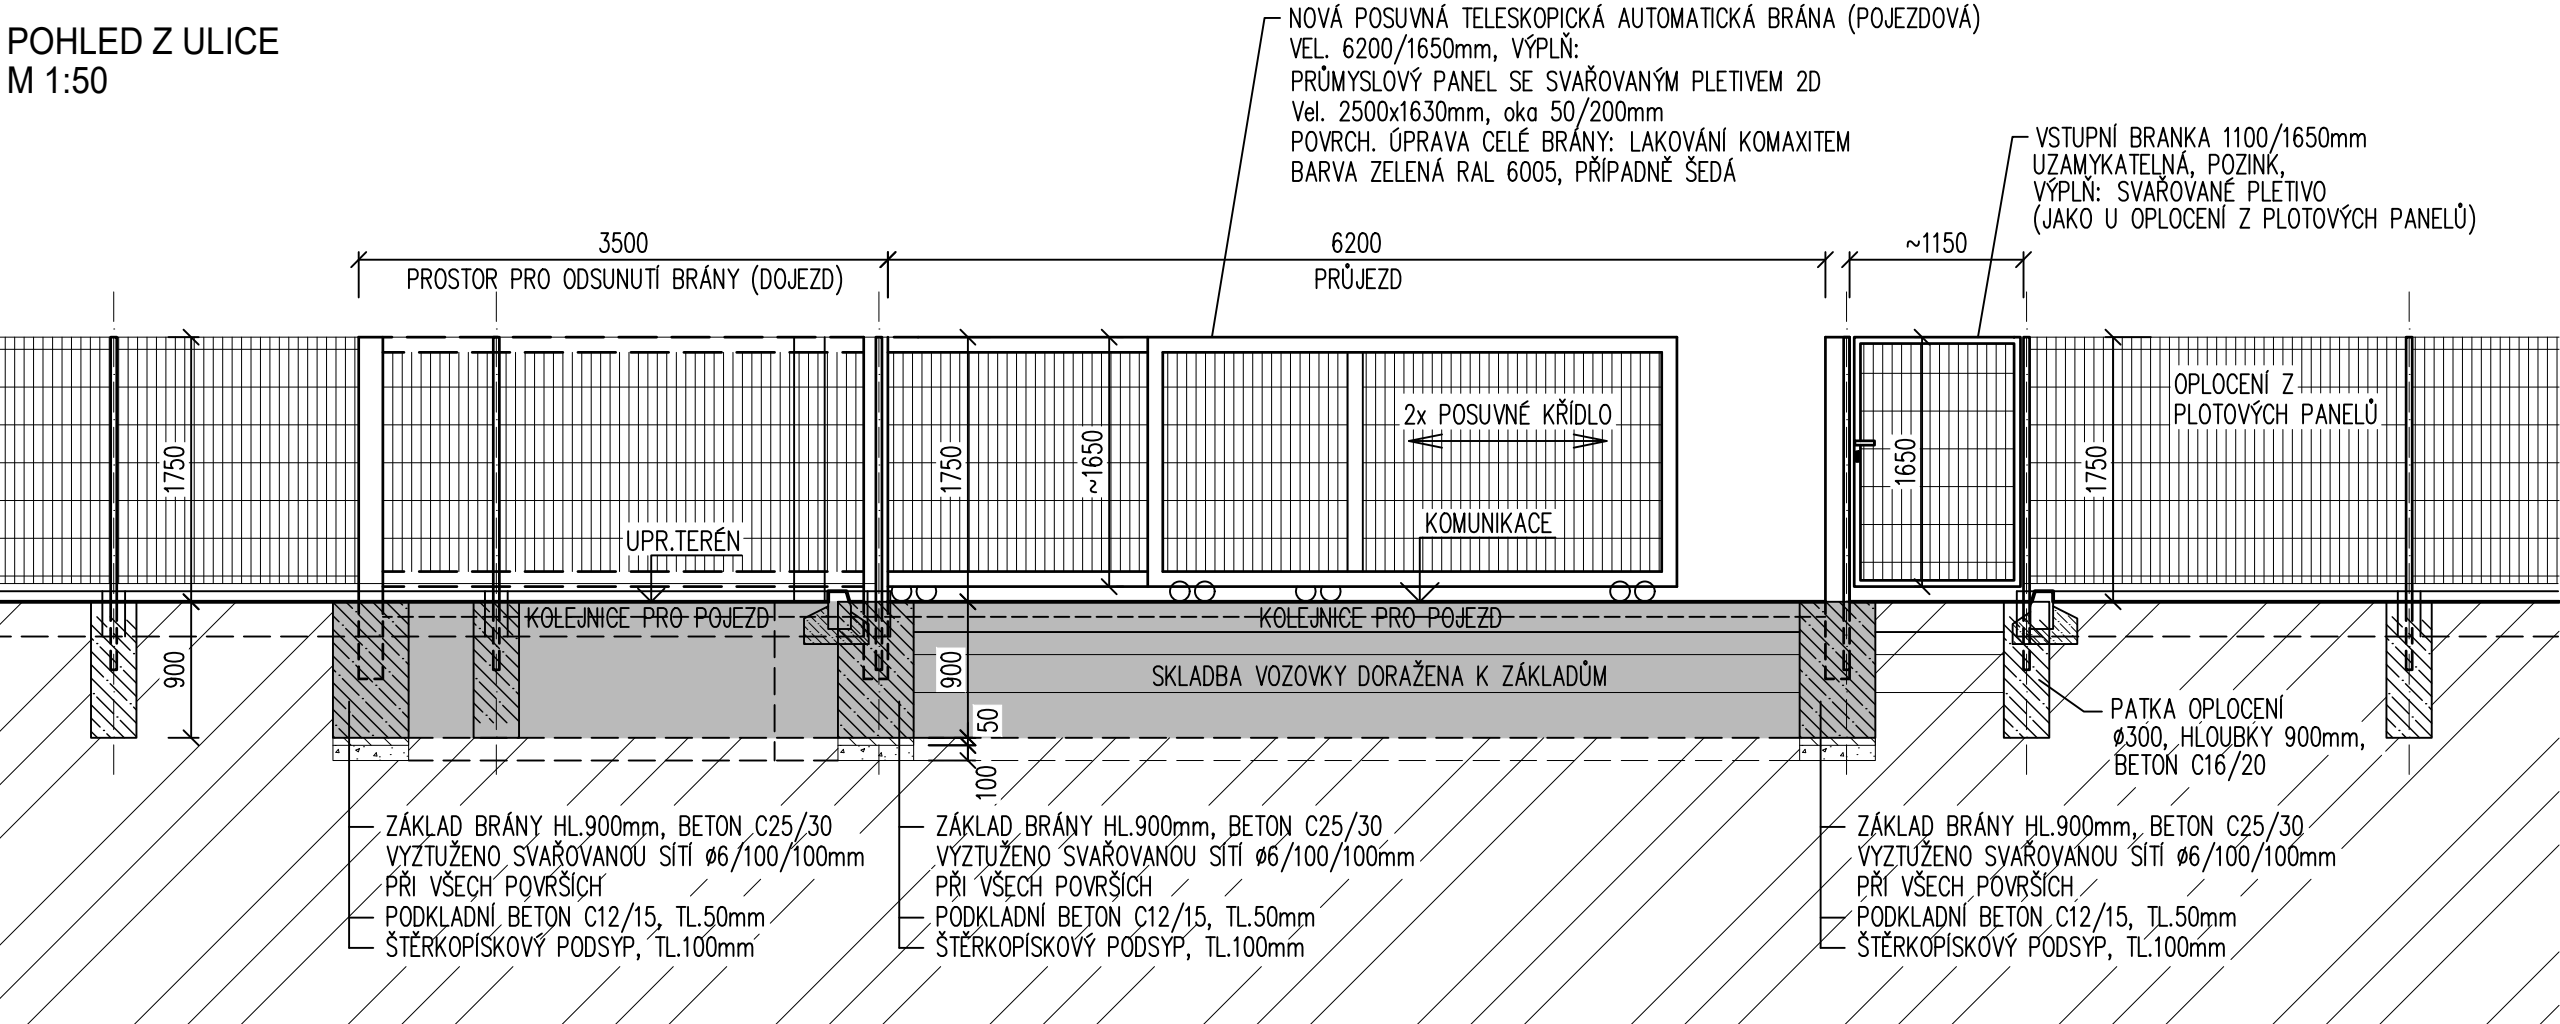 POHLED Z ULICE
M 1:50
NOVÁ POSUVNÁ TELESKOPICKÁ AUTOMATICKÁ BRÁNA (POJEZDOVÁ)
VEL. 6200/1650mm, VÝPLŇ:
PRŮMYSLOVÝ PANEL SE SVAŘOVANÝM PLETIVEM 2D
Vel. 2500x1630mm, oka 50/200mm
POVRCH. ÚPRAVA CELÉ BRÁNY: LAKOVÁNÍ KOMAXITEM
BARVA ZELENÁ RAL 6005, PŘÍPADNĚ ŠEDÁ
VSTUPNÍ BRANKA 1100/1650mm
UZAMYKATELNÁ, POZINK,
VÝPLŇ: SVAŘOVANÉ PLETIVO
(JAKO U OPLOCENÍ Z PLOTOVÝCH PANELŮ)
3500
PROSTOR PRO ODSUNUTÍ BRÁNY (DOJEZD)
6200
PRŮJEZD
~1150
OPLOCENÍ Z
PLOTOVÝCH PANELŮ
2x POSUVNÉ KŘÍDLO
1750
1750
~1650
1650
1750
KOMUNIKACE
UPR.TERÉN
KOLEJNICE PRO POJEZD
KOLEJNICE PRO POJEZD
900
900
SKLADBA VOZOVKY DORAŽENA K ZÁKLADŮM
50
100
PATKA OPLOCENÍ
ø300, HLOUBKY 900mm,
BETON C16/20
ZÁKLAD BRÁNY HL.900mm, BETON C25/30
VYZTUŽENO SVAŘOVANOU SÍTÍ ø6/100/100mm
PŘI VŠECH POVRŠÍCH
PODKLADNÍ BETON C12/15, TL.50mm
ŠTĚRKOPÍSKOVÝ PODSYP, TL.100mm
ZÁKLAD BRÁNY HL.900mm, BETON C25/30
VYZTUŽENO SVAŘOVANOU SÍTÍ ø6/100/100mm
PŘI VŠECH POVRŠÍCH
PODKLADNÍ BETON C12/15, TL.50mm
ŠTĚRKOPÍSKOVÝ PODSYP, TL.100mm
ZÁKLAD BRÁNY HL.900mm, BETON C25/30
VYZTUŽENO SVAŘOVANOU SÍTÍ ø6/100/100mm
PŘI VŠECH POVRŠÍCH
PODKLADNÍ BETON C12/15, TL.50mm
ŠTĚRKOPÍSKOVÝ PODSYP, TL.100mm